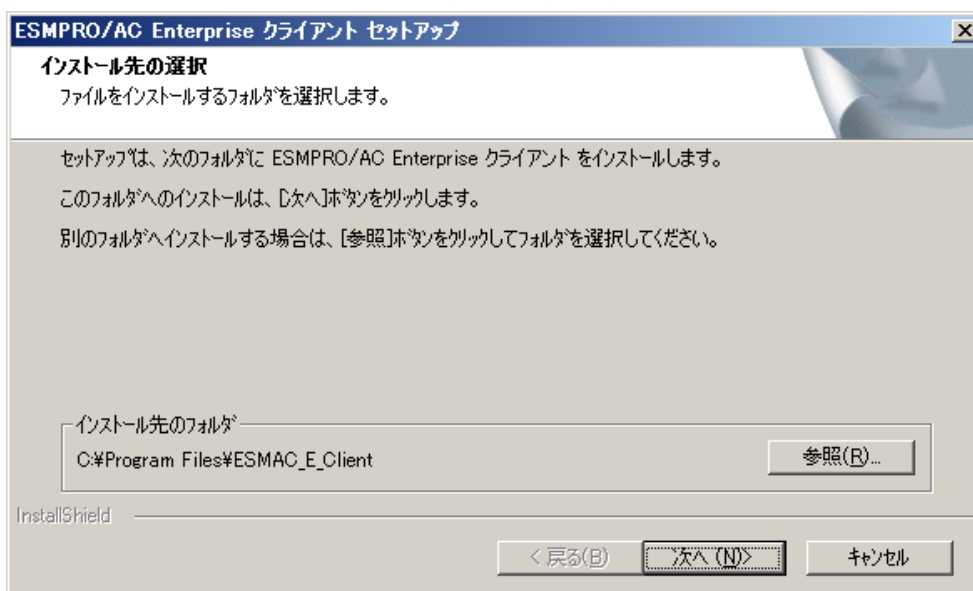 ESMPRO/AC Enterprise クライアント セットアップ
インストール先の選択
ファイルをインストールするフォルダを選択します。
セットアップは、次のフォルダに ESMPRO/AC Enterprise クライアント をインストールします。
このフォルダへのインストールは、[次へ]ボタンをクリックします。
別のフォルダへインストールする場合は、[参照]ボタンをクリックしてフォルダを選択してください。
インストール先のフォルダ
C:¥Program Files¥ESMAC_E_Client
参照(R)...
InstallShield
< 戻る(B)
次へ (N)>
キャンセル